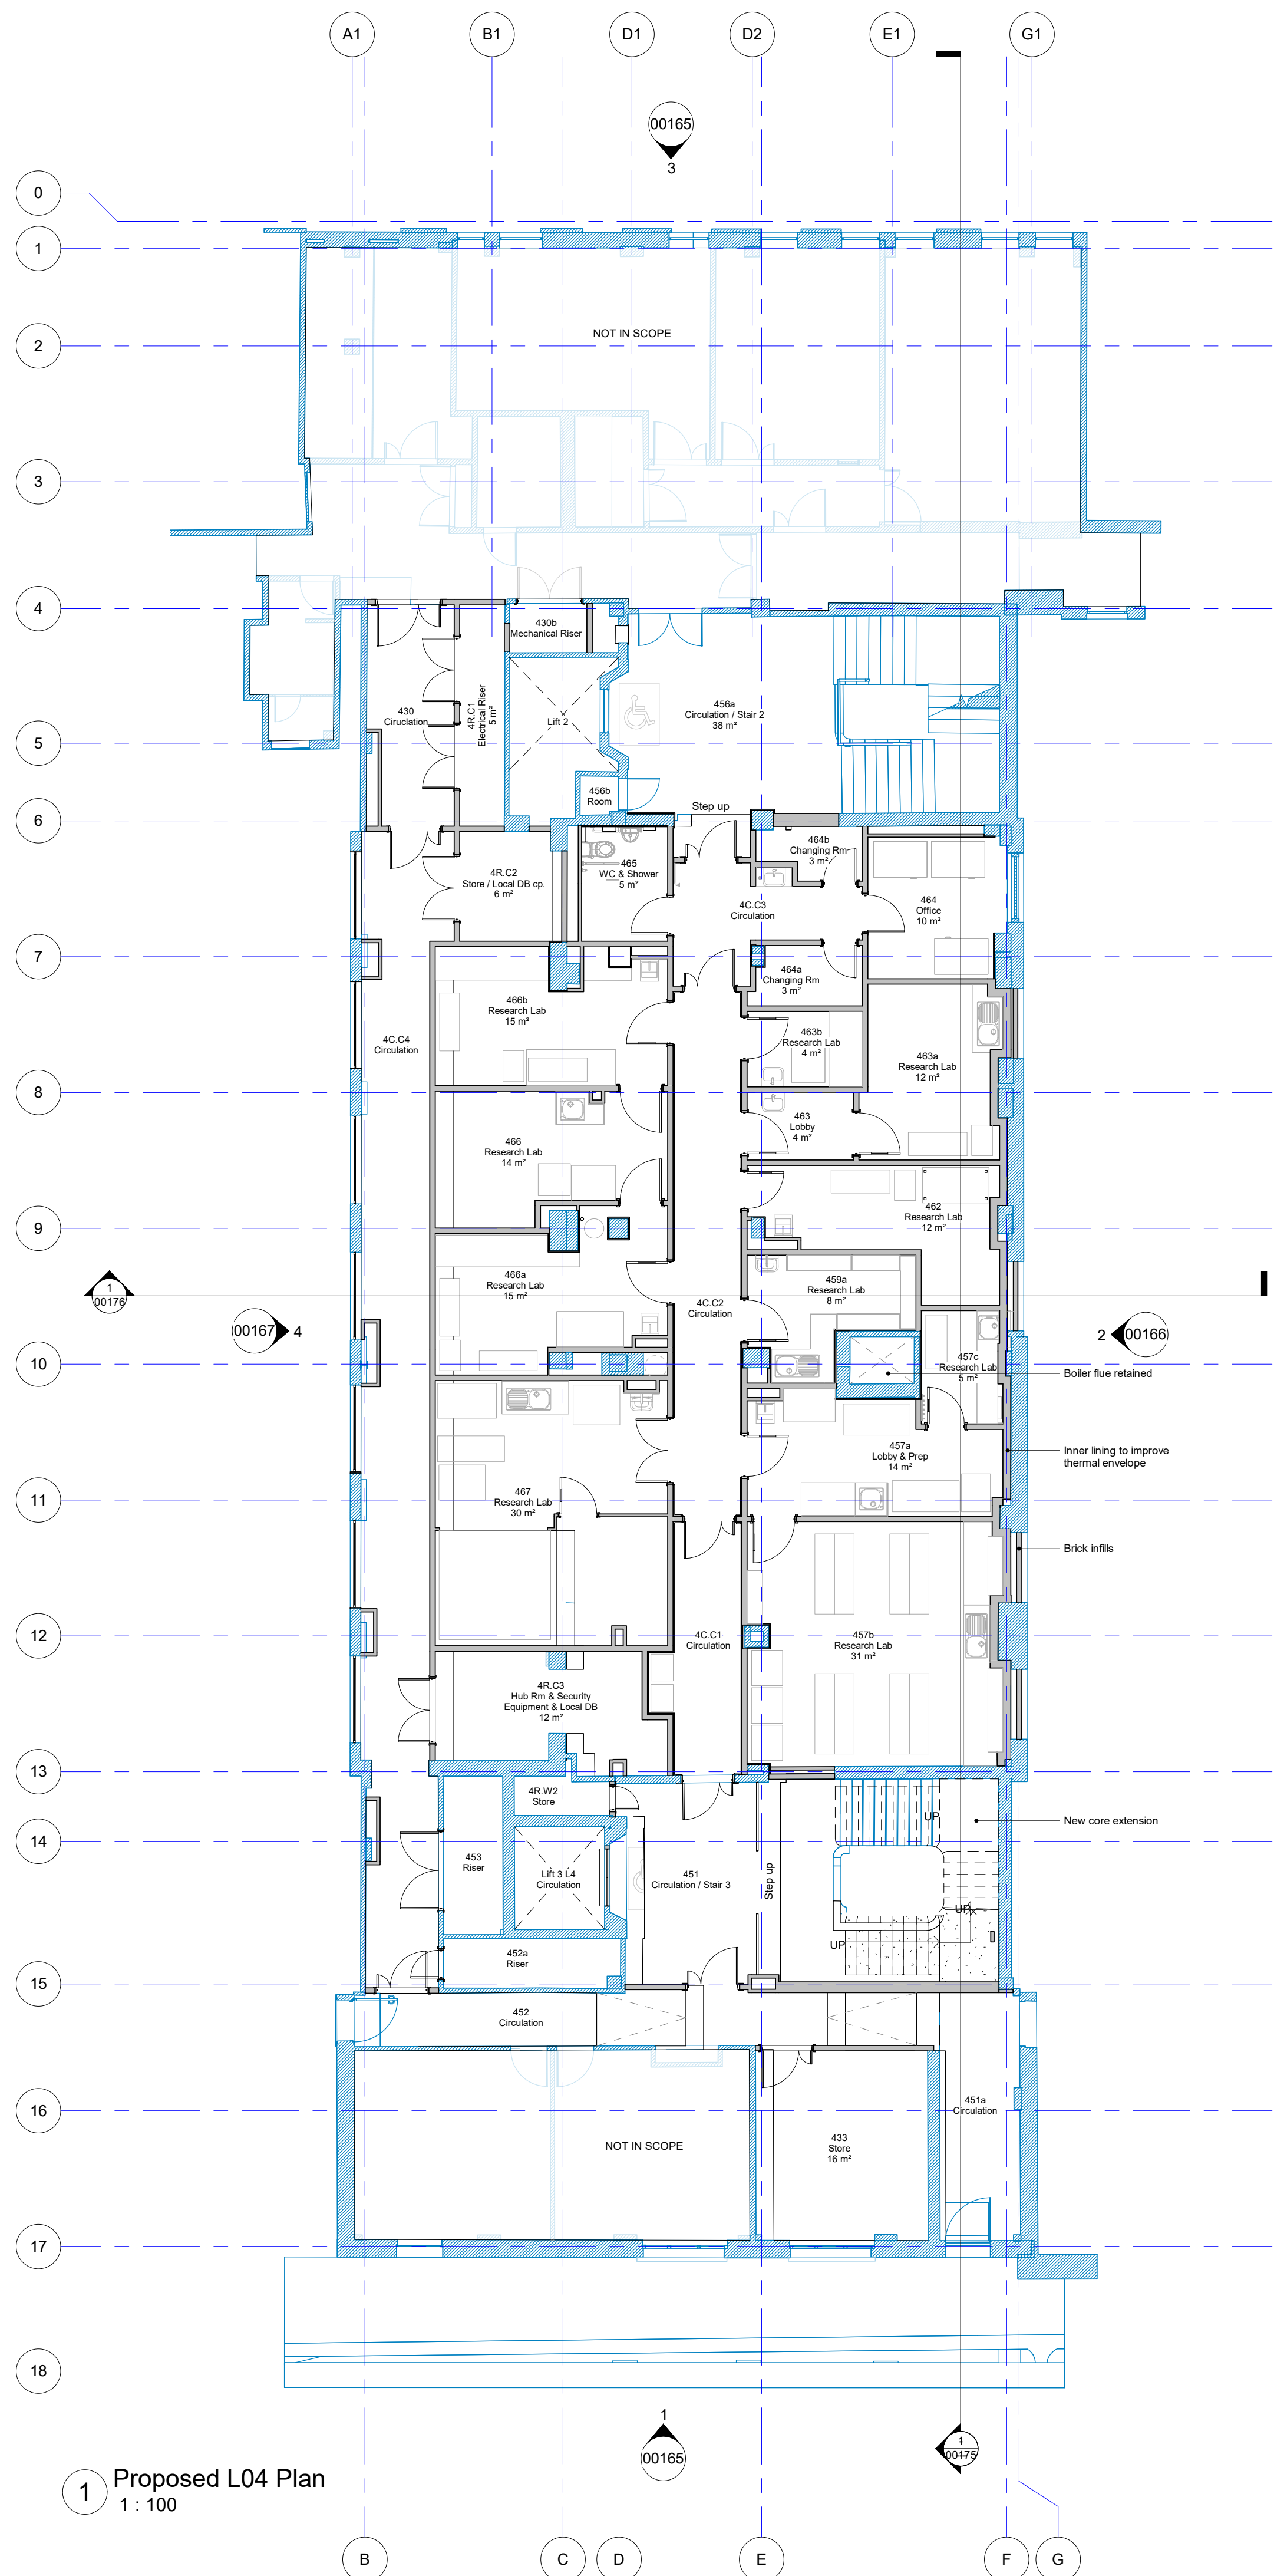 A1
B1
D1
D2
E1
G1
00165
3
0
1
2
NOT IN SCOPE
3
4
430b
Mechanical Riser
430
Ciruclation
4R.C1
Electrical Riser
5 m²
Lift 2
456a
Circulation / Stair 2
38 m²
5
456b
Room
Step up
6
464b
Changing Rm
3 m²
465
WC & Shower
5 m²
4R.C2
Store / Local DB cp.
6 m²
4C.C3
Circulation
464
Office
10 m²
7
464a
Changing Rm
3 m²
466b
Research Lab
15 m²
463b
Research Lab
4 m²
4C.C4
Circulation
463a
Research Lab
12 m²
8
463
Lobby
4 m²
466
Research Lab
14 m²
462
Research Lab
12 m²
9
466a
Research Lab
15 m²
459a
Research Lab
8 m²
1
00176
4C.C2
Circulation
00167
4
2
00166
10
457c
Research Lab
5 m²
Boiler flue retained
457a
Lobby & Prep
14 m²
Inner lining to improve
thermal envelope
11
467
Research Lab
30 m²
Brick infills
12
4C.C1
Circulation
457b
Research Lab
31 m²
4R.C3
Hub Rm & Security
Equipment & Local DB
12 m²
13
4R.W2
Store
UP
New core extension
14
453
Riser
Lift 3 L4
Circulation
451
Circulation / Stair 3
Step up
UP
UP
452a
Riser
15
452
Circulation
451a
Circulation
16
NOT IN SCOPE
433
Store
16 m²
17
18
1
00165
1
00175
1
Proposed L04 Plan
1 : 100
B
C
D
E
F
G